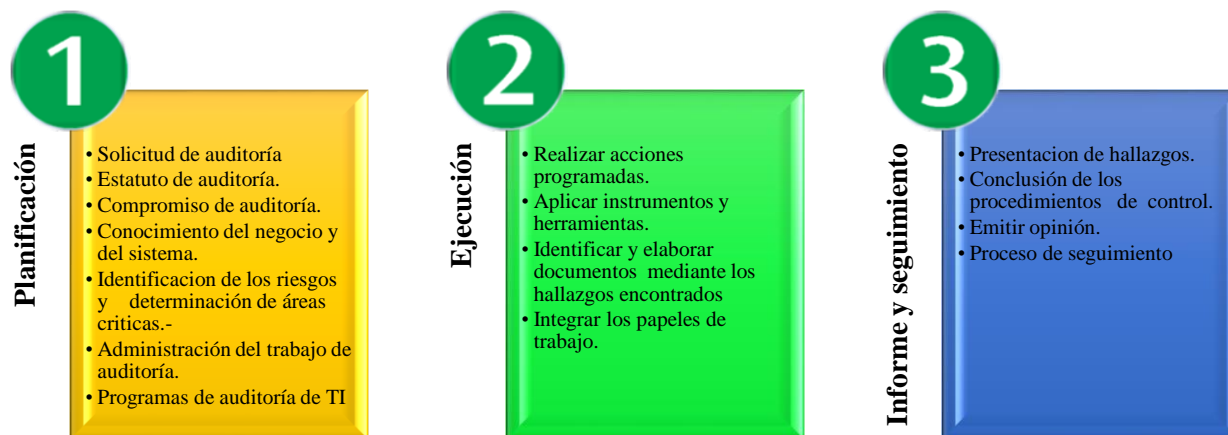 1
Planificación
• Solicitud de auditoría
• Estatuto de auditoría.
• Compromiso de auditoría.
• Conocimiento del negocio y
del sistema.
• Identificacion de los riesgos
y determinación de áreas
criticas.-
• Administración del trabajo de
auditoría.
• Programas de auditoría de TI
2
Ejecución
• Realizar acciones
programadas.
• Aplicar instrumentos y
herramientas.
• Identificar y elaborar
documentos mediante los
hallazgos encontrados
• Integrar los papeles de
trabajo.
3
Informe y seguimiento
• Presentacion de hallazgos.
• Conclusión de los
procedimientos de control.
• Emitir opinión.
• Proceso de seguimiento